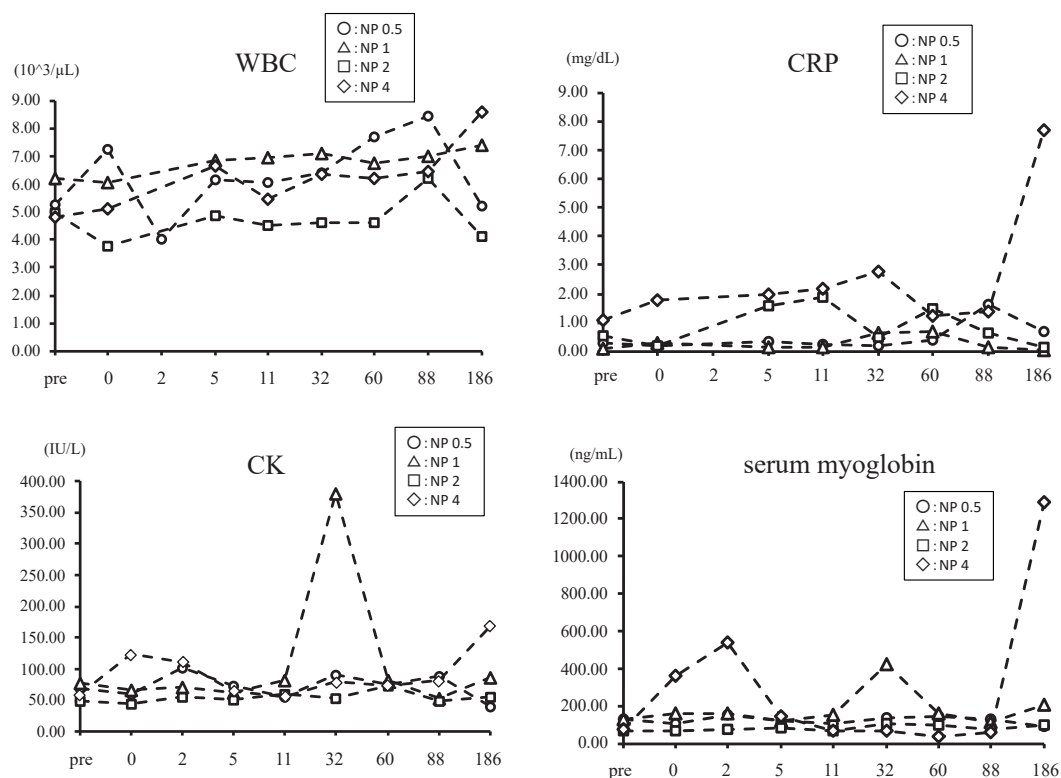 WBC
(10^3/µL)
○: NP 0.5
△: NP 1
□: NP 2
◇: NP 4
9.00
8.00
7.00
6.00
5.00
4.00
3.00
2.00
1.00
0.00
pre 0 2 5 11 32 60 88 186
CRP
(mg/dL)
○: NP 0.5
△: NP 1
□: NP 2
◇: NP 4
9.00
8.00
7.00
6.00
5.00
4.00
3.00
2.00
1.00
0.00
pre 0 2 5 11 32 60 88 186
CK
(IU/L)
○: NP 0.5
△: NP 1
□: NP 2
◇: NP 4
400.00
350.00
300.00
250.00
200.00
150.00
100.00
50.00
0.00
pre 0 2 5 11 32 60 88 186
serum myoglobin
(ng/mL)
○: NP 0.5
△: NP 1
□: NP 2
◇: NP 4
1400.00
1200.00
1000.00
800.00
600.00
400.00
200.00
0.00
pre 0 2 5 11 32 60 88 186